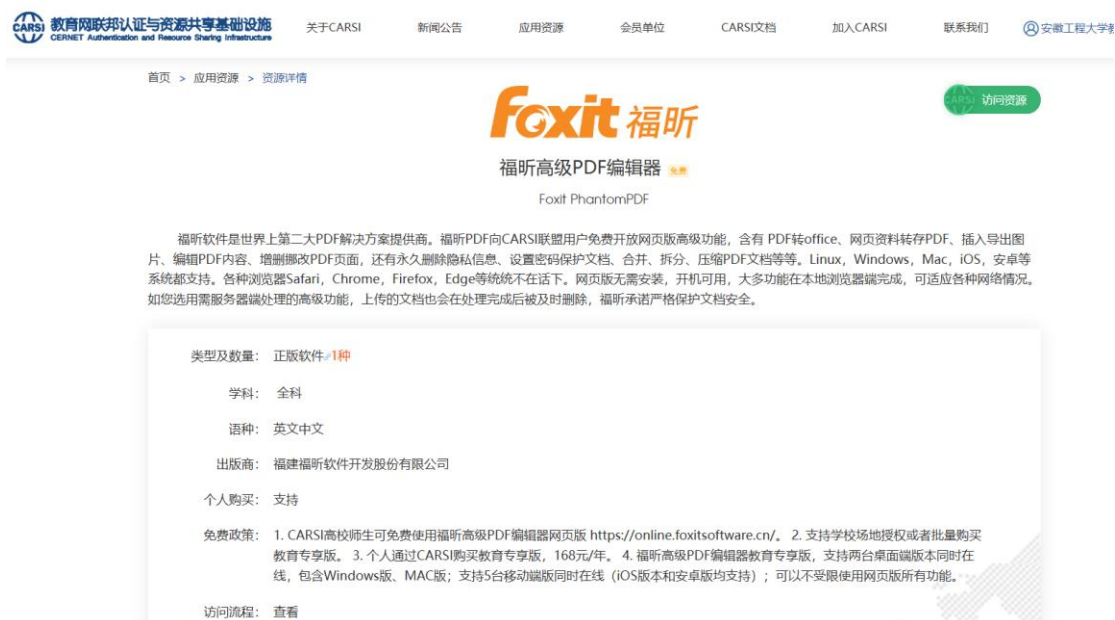 CARSI 教育网联邦认证与资源共享基础设施
CERNET Authentication and Resource Sharing Infrastructure
关于CARSI 新闻公告 应用资源 会员单位 CARSI文档 加入CARSI 联系我们 安徽工程大学教
首页 > 应用资源 > 资源详情
CARSI 访问资源
Foxit 福昕
福昕高级PDF编辑器 免费
Foxit PhantomPDF
福昕软件是世界上第二大PDF解决方案提供商。福昕PDF向CARSI联盟用户免费开放网页版高级功能，含有 PDF转office、网页资料转存PDF、插入导出图
片、编辑PDF内容、增删挪改PDF页面，还有永久删除隐私信息、设置密码保护文档、合并、拆分、压缩PDF文档等等。Linux，Windows，Mac，iOS，安卓等
系统都支持。各种浏览器Safari，Chrome，Firefox，Edge等统统不在话下。网页版无需安装，开机可用，大多功能在本地浏览器端完成，可适应各种网络情况。
如您选用需服务器端处理的高级功能，上传的文档也会在处理完成后被及时删除，福昕承诺严格保护文档安全。
类型及数量： 正版软件 1种
学科： 全科
语种： 英文中文
出版商： 福建福昕软件开发股份有限公司
个人购买： 支持
免费政策： 1. CARSI高校师生可免费使用福昕高级PDF编辑器网页版 https://online.foxitsoftware.cn/。 2. 支持学校场地授权或者批量购买
教育专享版。 3. 个人通过CARSI购买教育专享版，168元/年。 4. 福昕高级PDF编辑器教育专享版，支持两台桌面端版本同时在
线，包含Windows版、MAC版；支持5台移动端版同时在线（iOS版本和安卓版均支持）；可以不受限使用网页版所有功能。
访问流程： 查看